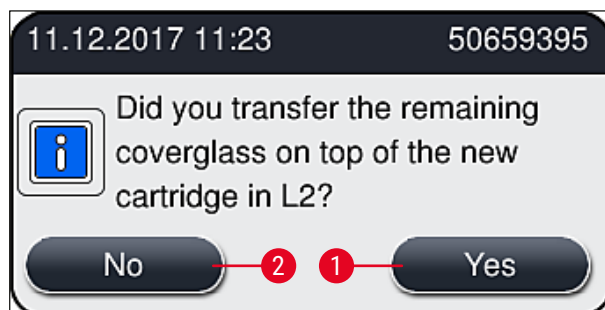 11.12.2017 11:23 50659395
Did you transfer the remaining
coverglass on top of the new
cartridge in L2?
No 2 1 Yes